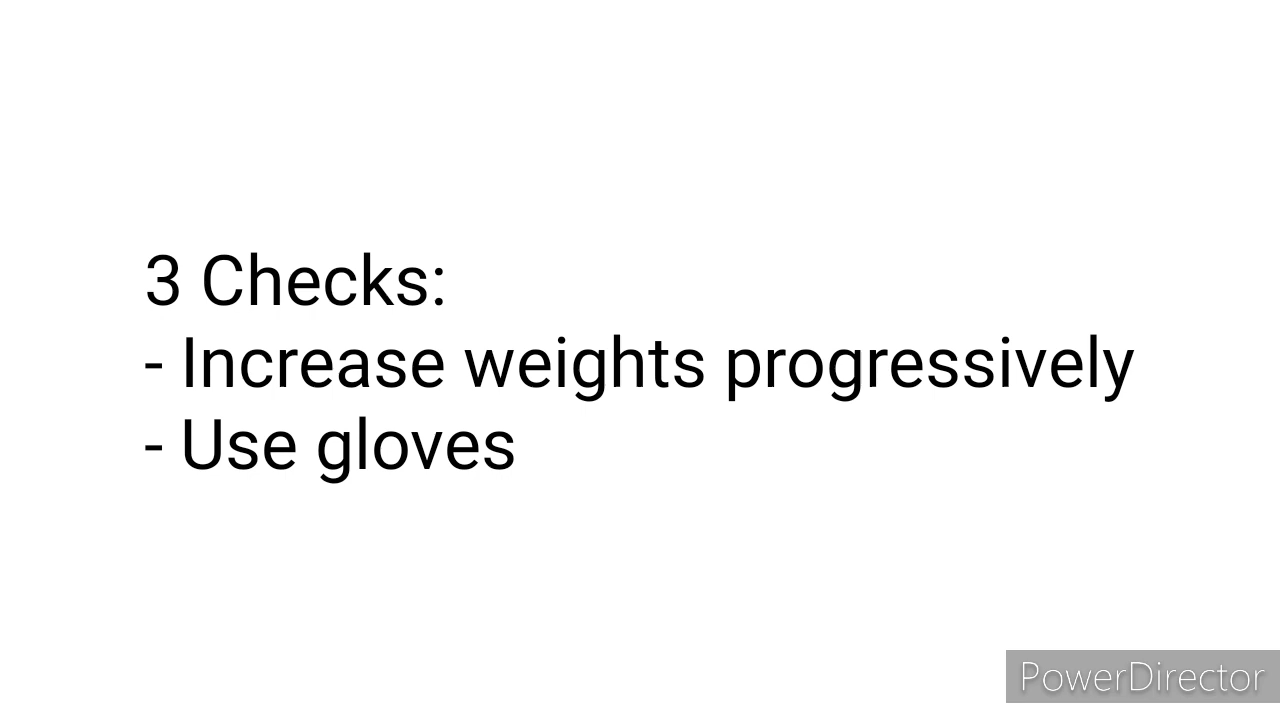 3 Checks:
- Increase weights progressively
- Use gloves
PowerDirector